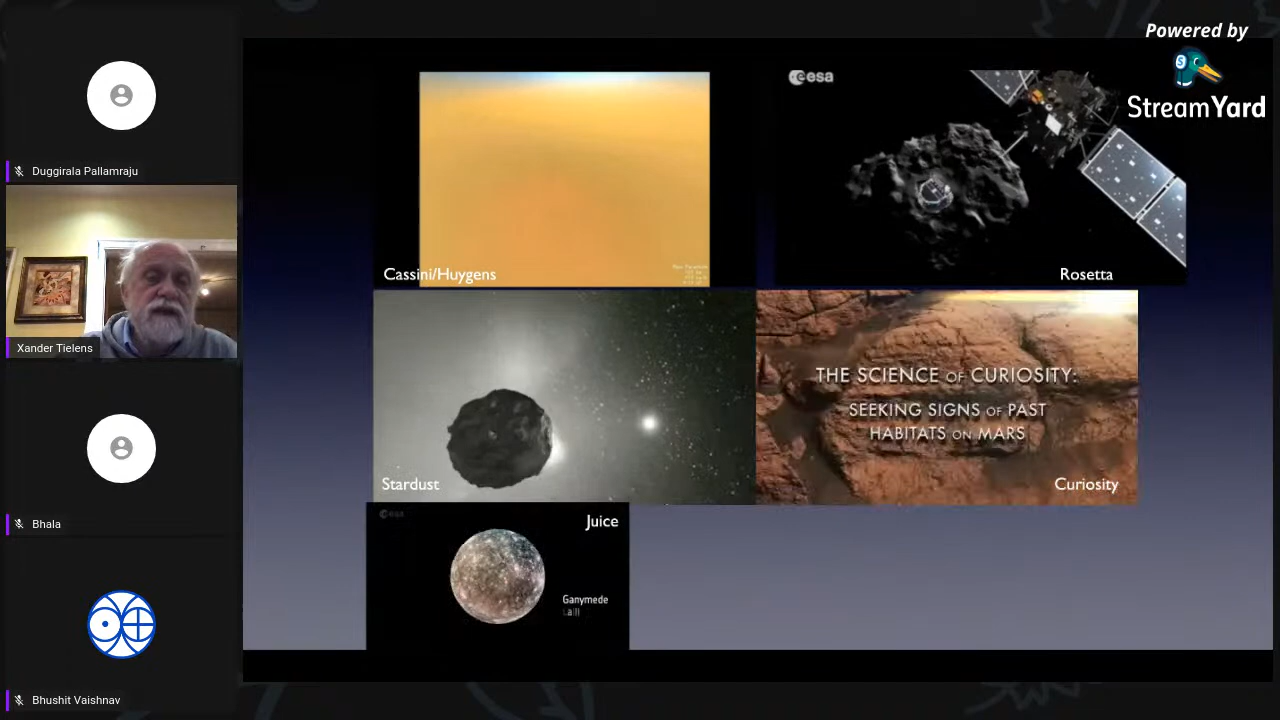 Powered by
StreamYard
Duggirala Pallamraju
Xander Tielens
Bhala
Bhushit Vaishnav
Cassini/Huygens
esa
Rosetta
Stardust
THE SCIENCE OF CURIOSITY:
SEEKING SIGNS OF PAST
HABITATS ON MARS
Curiosity
esa
Juice
Ganymede